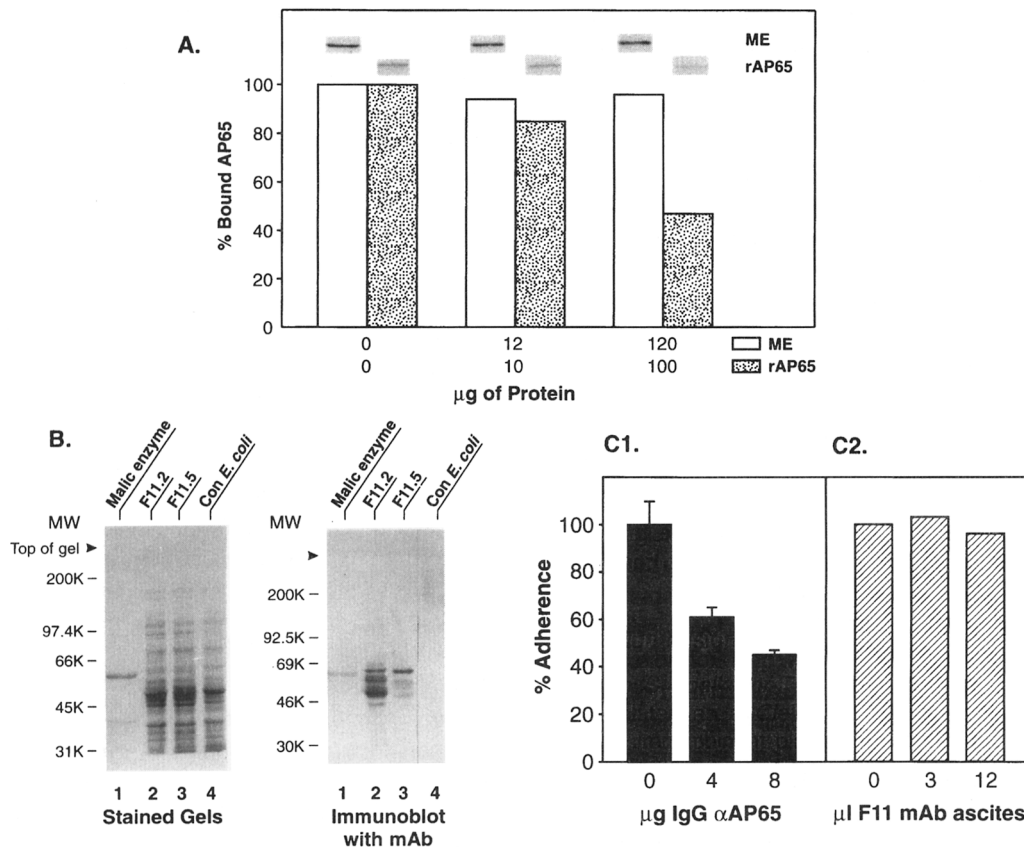 A.
ME
rAP65
% Bound AP65
100
80
60
40
20
0
0 12 120 ME
0 10 100 rAP65
μg of Protein
B.
Malic enzyme
F11.2
F11.5
Con E. coli
MW
Top of gel
200K
97.4K
66K
45K
31K
1 2 3 4
Stained Gels
Malic enzyme
F11.2
F11.5
Con E. coli
MW
200K
92.5K
69K
46K
30K
1 2 3 4
Immunoblot
with mAb
C1.
C2.
% Adherence
100
80
60
40
20
0
0 4 8
μg IgG αAP65
0 3 12
μl F11 mAb ascites